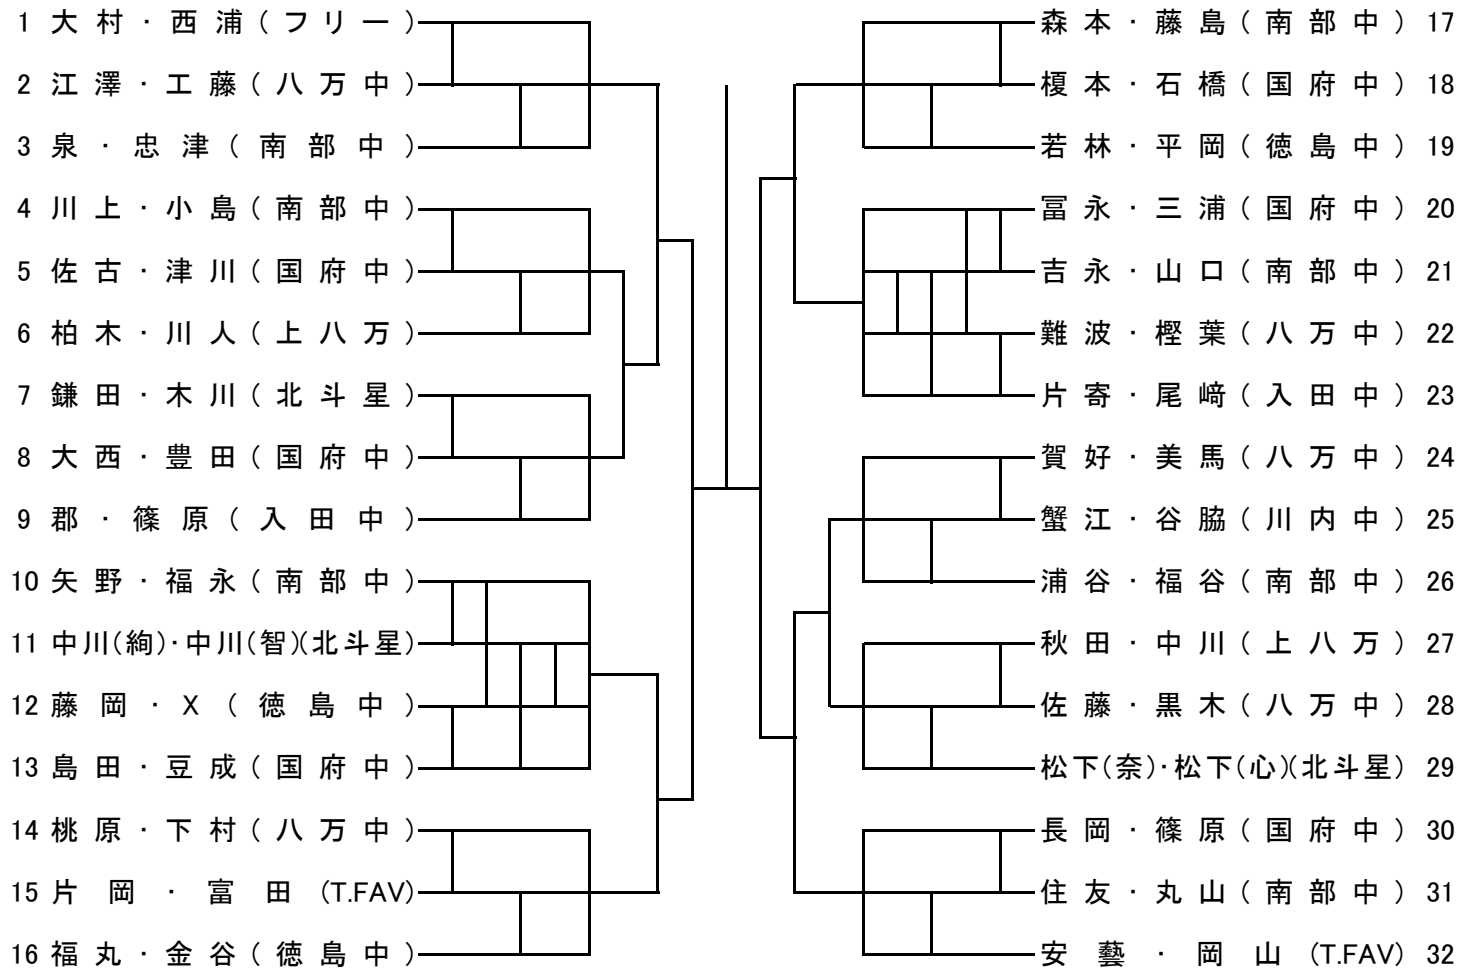 1 大村・西浦(フリー)
2 江澤・工藤(八万中)
3 泉・忠津(南部中)
4 川上・小島(南部中)
5 佐古・津川(国府中)
6 柏木・川人(上八万)
7 鎌田・木川(北斗星)
8 大西・豊田(国府中)
9 郡・篠原(入田中)
10 矢野・福永(南部中)
11 中川(絢)・中川(智)(北斗星)
12 藤岡・X(徳島中)
13 島田・豆成(国府中)
14 桃原・下村(八万中)
15 片岡・富田(T.FAV)
16 福丸・金谷(徳島中)
森本・藤島(南部中) 17
榎本・石橋(国府中) 18
若林・平岡(徳島中) 19
冨永・三浦(国府中) 20
吉永・山口(南部中) 21
難波・樫葉(八万中) 22
片寄・尾﨑(入田中) 23
賀好・美馬(八万中) 24
蟹江・谷脇(川内中) 25
浦谷・福谷(南部中) 26
秋田・中川(上八万) 27
佐藤・黒木(八万中) 28
松下(奈)・松下(心)(北斗星) 29
長岡・篠原(国府中) 30
住友・丸山(南部中) 31
安藝・岡山(T.FAV) 32